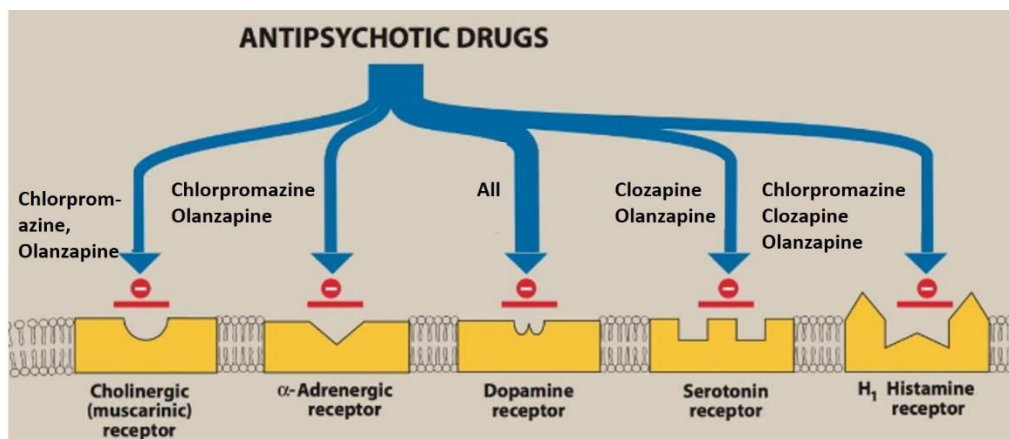 ANTIPSYCHOTIC DRUGS
Chlorprom-
azine,
Olanzapine
Chlorpromazine
Olanzapine
All
Clozapine
Olanzapine
Chlorpromazine
Clozapine
Olanzapine
Cholinergic
(muscarinic)
receptor
α-Adrenergic
receptor
Dopamine
receptor
Serotonin
receptor
H₁ Histamine
receptor